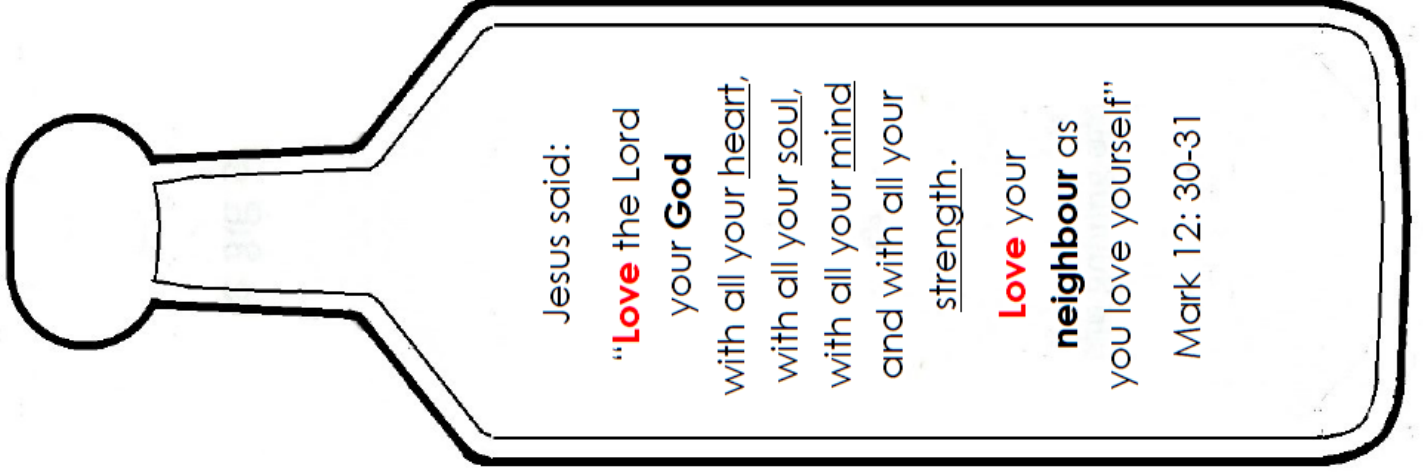 Jesus said:
“Love the Lord
your God
with all your heart,
with all your soul,
with all your mind
and with all your
strength.
Love your
neighbour as
you love yourself”
Mark 12: 30-31